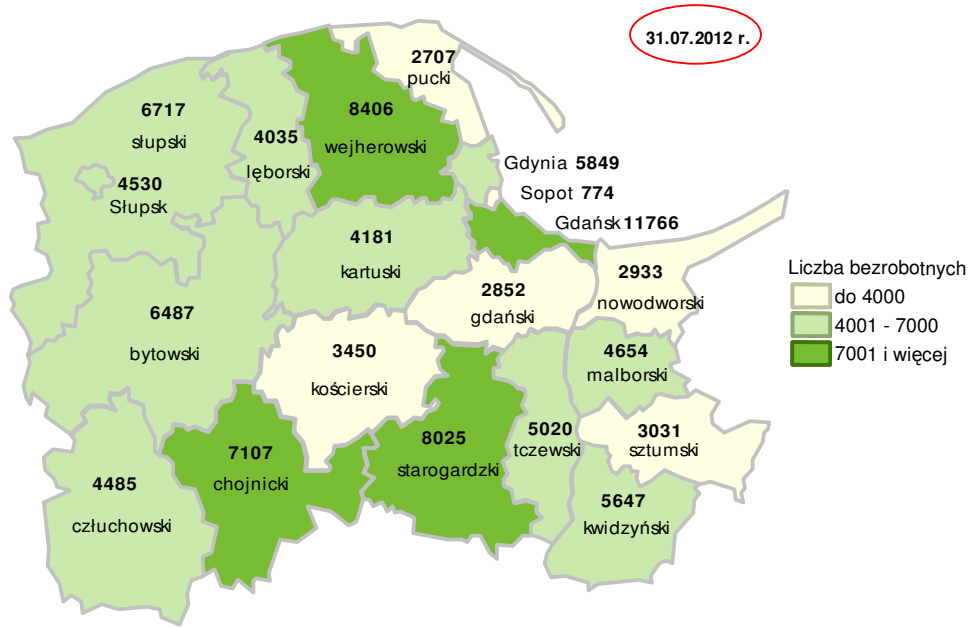 31.07.2012 r.
2707
pucki
6717
słupski
8406
wejherowski
4035
lęborski
Gdynia 5849
4530
Słupsk
Sopot 774
Gdańsk 11766
4181
kartuski
2933
nowodworski
2852
gdański
6487
bytowski
3450
kościerski
4654
malborski
Liczba bezrobotnych
do 4000
4001 - 7000
7001 i więcej
5020
tczewski
3031
sztumski
8025
starogardzki
7107
chojnicki
4485
człuchowski
5647
kwidzyński